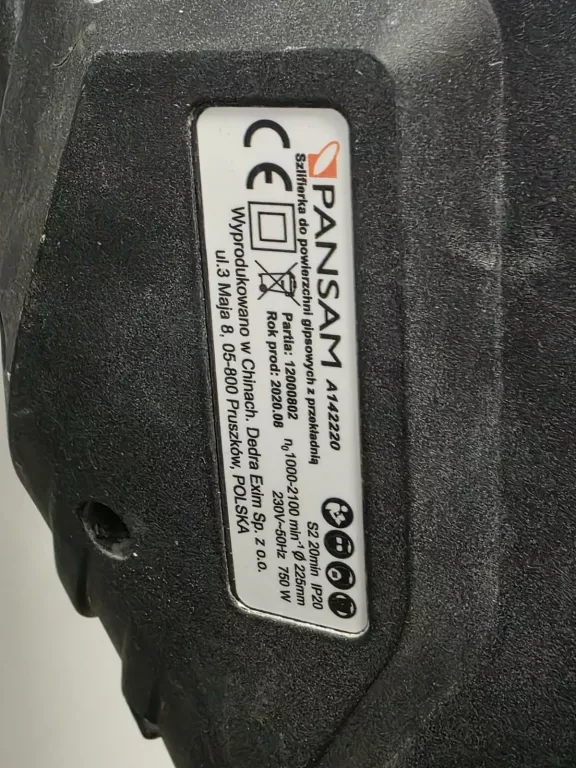 PANSAM A142220
Szlifierka do powierzchni gipsowych z przekładnią
S2 20min IP20
Partia: 12000802 n₀ 1000-2100 min⁻¹ Ø 225mm
Rok prod: 2020.08 230V~50Hz 750 W
CE
Wyprodukowano w Chinach. Dedra Exim Sp. z o.o.
ul.3 Maja 8, 05-800 Pruszków, POLSKA